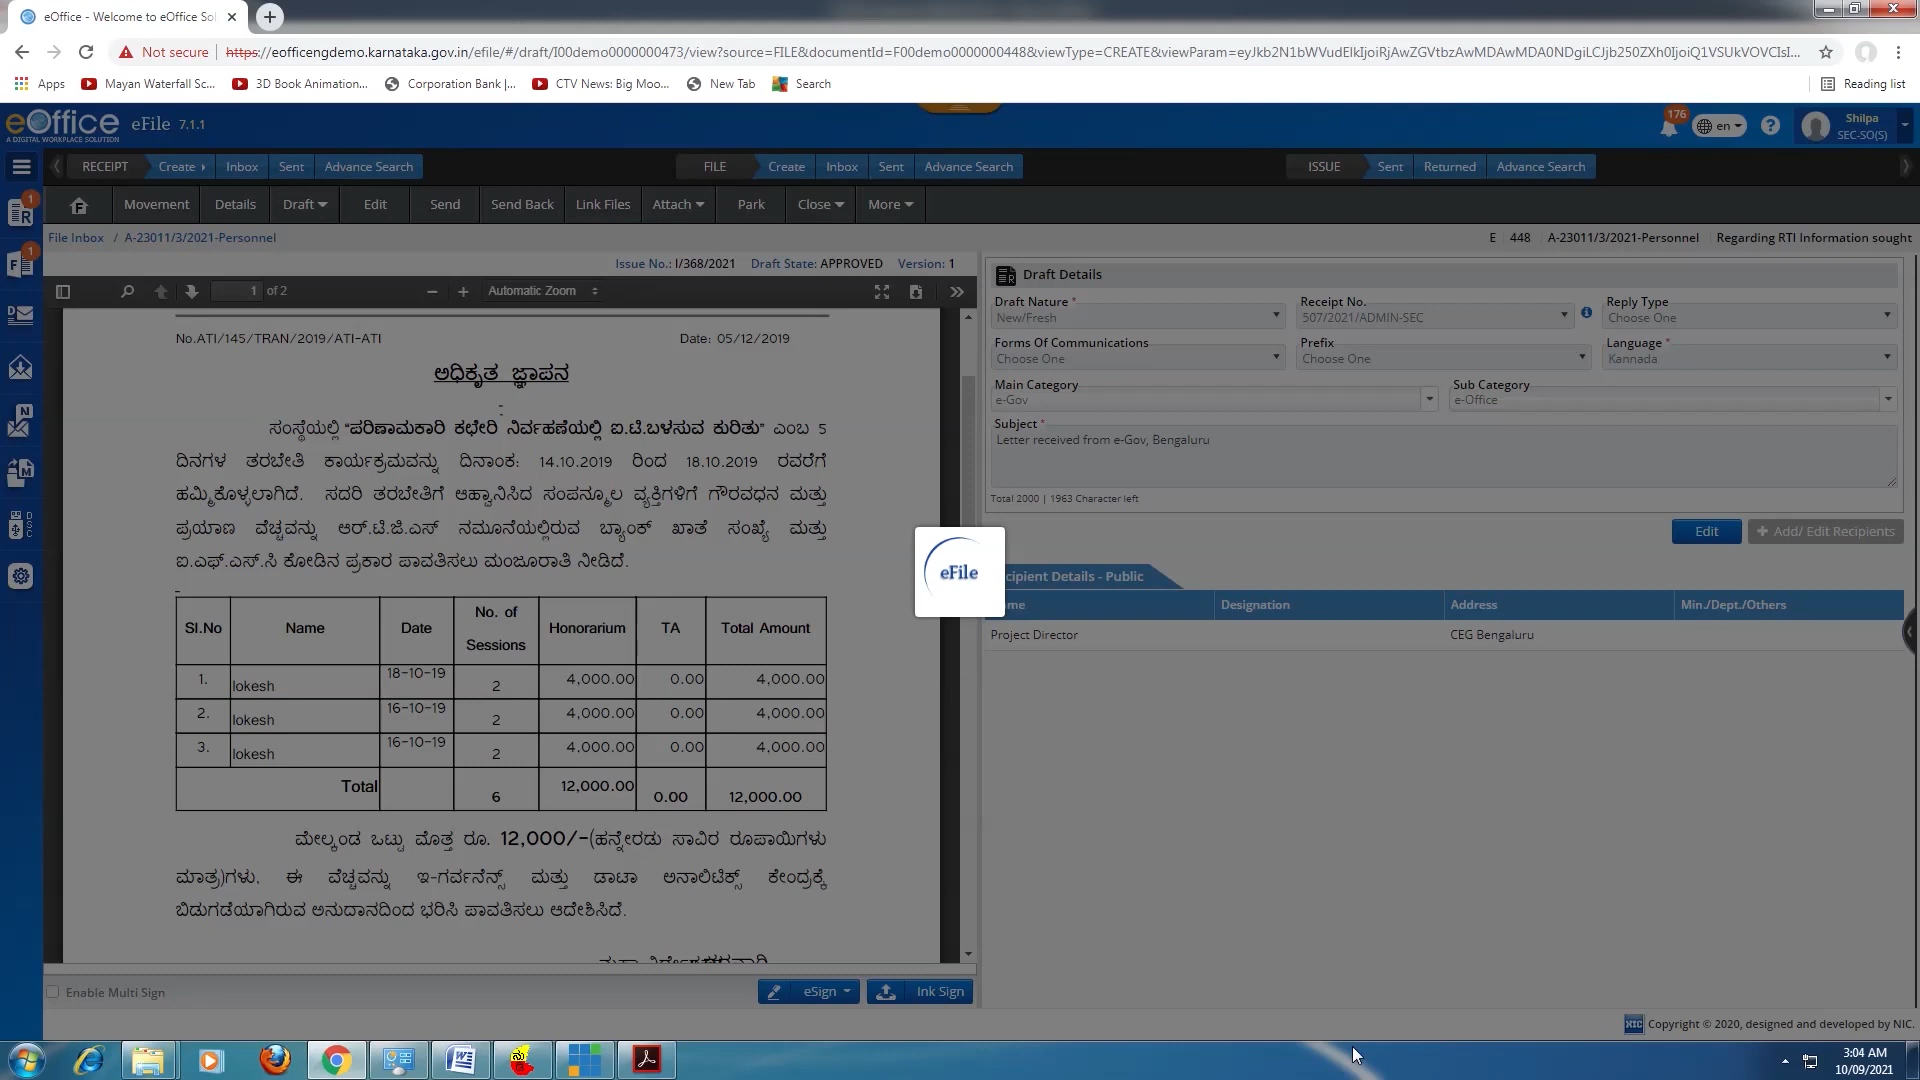 eOffice - Welcome to eOffice Sol
Not secure
https://eofficengdemo.karnataka.gov.in/efile/#/draft/I00demo0000000473/view?source=FILE&documentId=F00demo0000000448&viewType=CREATE&viewParam=eyJkb2N1bWVudElkIjoiRjAwZGVtbzAwMDAwMDA0NDgiLCJjb250ZXh0IjoiQ1VSUkVOVCIsI...
Apps Mayan Waterfall Sc... 3D Book Animation... Corporation Bank |... CTV News: Big Moo... New Tab Search Reading list
eOffice eFile 7.1.1
A DIGITAL WORKPLACE SOLUTION
176 en ? Shilpa
SEC-SO(S)
RECEIPT Create Inbox Sent Advance Search FILE Create Inbox Sent Advance Search ISSUE Sent Returned Advance Search
Movement Details Draft Edit Send Send Back Link Files Attach Park Close More
File Inbox / A-23011/3/2021-Personnel
E 448 A-23011/3/2021-Personnel Regarding RTI Information sought
Issue No.: I/368/2021 Draft State: APPROVED Version: 1
1 of 2 Automatic Zoom
No.ATI/145/TRAN/2019/ATI-ATI Date: 05/12/2019
ಅಧಿಕೃತ ಜ್ಞಾಪನ
ಸಂಸ್ಥೆಯಲ್ಲಿ “ಪರಿಣಾಮಕಾರಿ ಕಛೇರಿ ನಿರ್ವಹಣೆಯಲ್ಲಿ ಐ.ಟಿ.ಬಳಸುವ ಕುರಿತು” ಎಂಬ 5
ದಿನಗಳ ತರಬೇತಿ ಕಾರ್ಯಕ್ರಮವನ್ನು ದಿನಾಂಕ: 14.10.2019 ರಿಂದ 18.10.2019 ರವರೆಗೆ
ಹಮ್ಮಿಕೊಳ್ಳಲಾಗಿದೆ. ಸದರಿ ತರಬೇತಿಗೆ ಆಹ್ವಾನಿಸಿದ ಸಂಪನ್ಮೂಲ ವ್ಯಕ್ತಿಗಳಿಗೆ ಗೌರವಧನ ಮತ್ತು
ಪ್ರಯಾಣ ವೆಚ್ಚವನ್ನು ಆರ್.ಟಿ.ಜಿ.ಎಸ್ ನಮೂನೆಯಲ್ಲಿರುವ ಬ್ಯಾಂಕ್ ಖಾತೆ ಸಂಖ್ಯೆ ಮತ್ತು
ಐ.ಎಫ್.ಎಸ್.ಸಿ ಕೋಡಿನ ಪ್ರಕಾರ ಪಾವತಿಸಲು ಮಂಜೂರಾತಿ ನೀಡಿದೆ.
Sl.No Name Date No. of Sessions Honorarium TA Total Amount
1. lokesh 18-10-19 2 4,000.00 0.00 4,000.00
2. lokesh 16-10-19 2 4,000.00 0.00 4,000.00
3. lokesh 16-10-19 2 4,000.00 0.00 4,000.00
Total 6 12,000.00 0.00 12,000.00
ಮೇಲ್ಕಂಡ ಒಟ್ಟು ಮೊತ್ತ ರೂ. 12,000/-(ಹನ್ನೇರಡು ಸಾವಿರ ರೂಪಾಯಿಗಳು
ಮಾತ್ರ)ಗಳು, ಈ ವೆಚ್ಚವನ್ನು ಇ-ಗರ್ವನೆನ್ಸ್ ಮತ್ತು ಡಾಟಾ ಅನಾಲಿಟಿಕ್ಸ್ ಕೇಂದ್ರಕ್ಕೆ
ಬಿಡುಗಡೆಯಾಗಿರುವ ಅನುದಾನದಿಂದ ಭರಿಸಿ ಪಾವತಿಸಲು ಆದೇಶಿಸಿದೆ.
Enable Multi Sign eSign Ink Sign
eFile
Draft Details
Draft Nature * Receipt No. Reply Type
New/Fresh 507/2021/ADMIN-SEC Choose One
Forms Of Communications Prefix Language *
Choose One Choose One Kannada
Main Category Sub Category
e-Gov e-Office
Subject *
Letter received from e-Gov, Bengaluru
Total 2000 | 1963 Character left
Edit + Add/ Edit Recipients
cipient Details - Public
me Designation Address Min./Dept./Others
Project Director CEG Bengaluru
NIC Copyright © 2020, designed and developed by NIC.
3:04 AM
10/09/2021